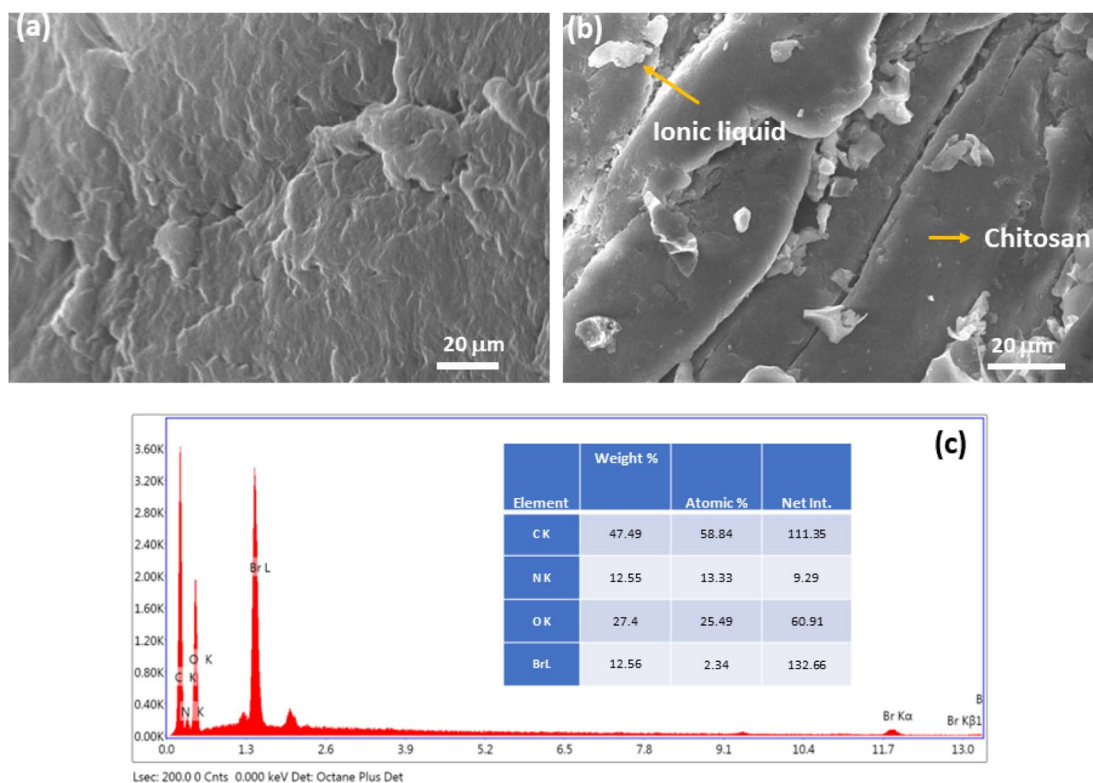 (a)
20 μm
(b)
Ionic liquid
Chitosan
20 μm
(c)
3.60K
3.20K
2.80K
2.40K
2.00K
1.60K
1.20K
0.80K
0.40K
0.00K
Br L
O K
C K
N K
Br Kα
Br Kβ1
B
0.0 1.3 2.6 3.9 5.2 6.5 7.8 9.1 10.4 11.7 13.0
Element Weight % Atomic % Net Int.
C K 47.49 58.84 111.35
N K 12.55 13.33 9.29
O K 27.4 25.49 60.91
BrL 12.56 2.34 132.66
Lsec: 200.0 0 Cnts 0.000 keV Det: Octane Plus Det